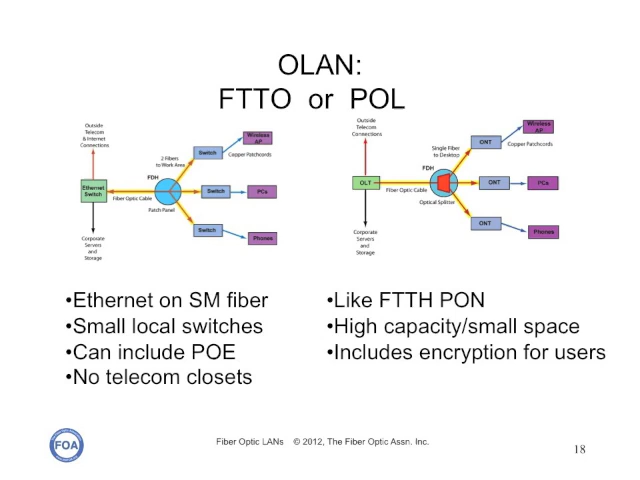 OLAN:
FTTO or POL
Outside
Telecom
& Internet
Connections
Ethernet
Switch
Corporate
Servers
and
Storage
Fiber Optic Cable
FDH
Patch Panel
2 Fibers
to Work Area
Switch
Switch
Switch
Wireless
AP
Copper Patchcords
PCs
Phones
Outside
Telecom
Connections
OLT
Corporate
Servers
and
Storage
Fiber Optic Cable
FDH
Optical Splitter
Single Fiber
to Desktop
ONT
ONT
ONT
Wireless
AP
Copper Patchcords
PCs
Phones
•Ethernet on SM fiber
•Small local switches
•Can include POE
•No telecom closets
•Like FTTH PON
•High capacity/small space
•Includes encryption for users
FOA
Fiber Optic LANs © 2012, The Fiber Optic Assn. Inc.
18